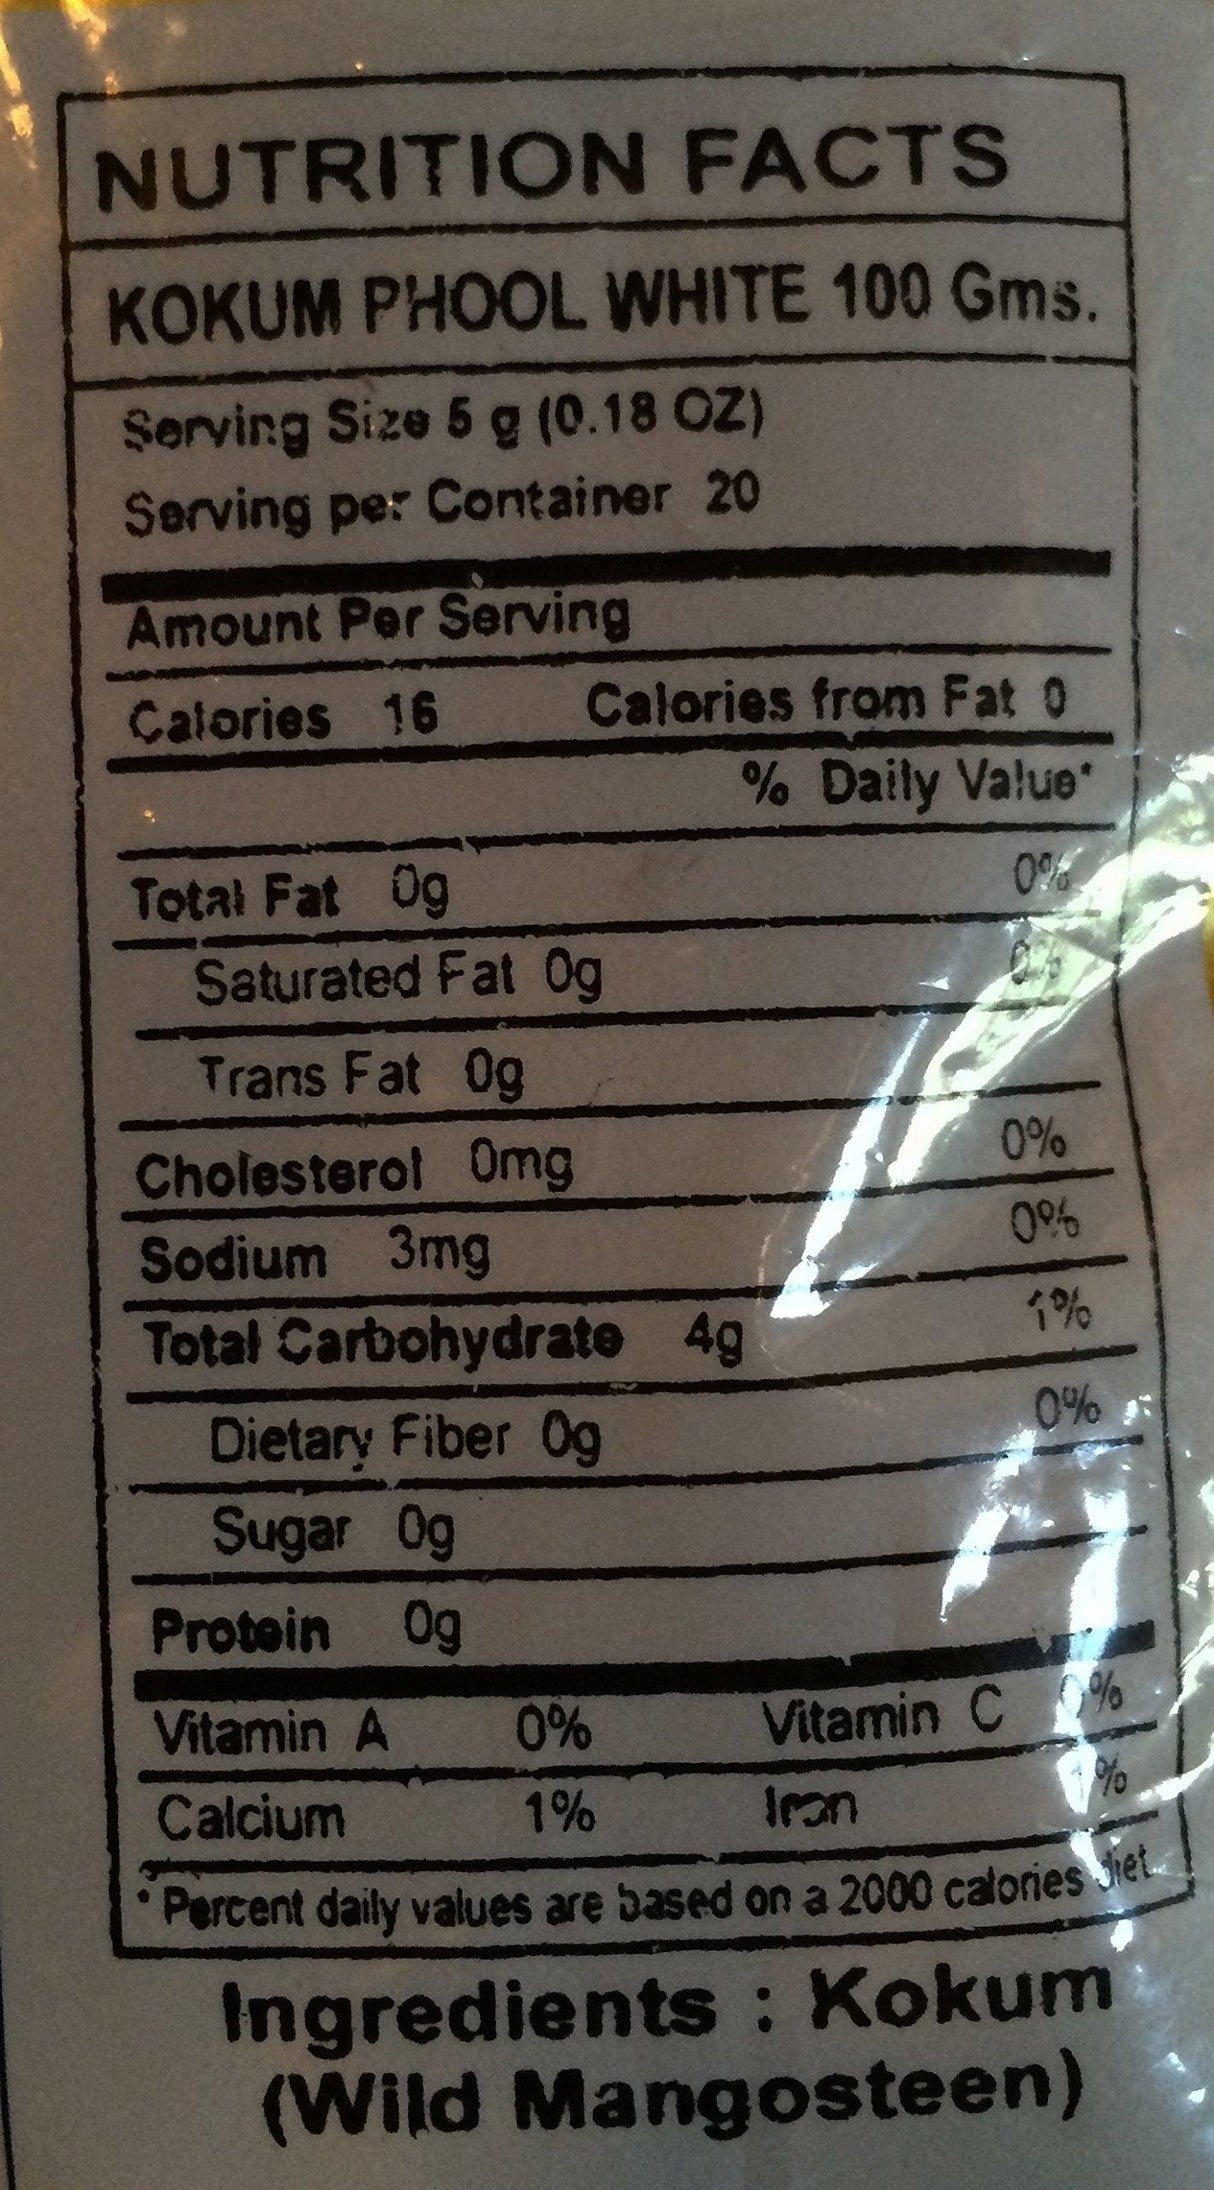 NUTRITION FACTS
KOKUM PHOOL WHITE 100 Gms.
Serving Size 5 g (0.18 OZ)
Serving per Container 20
Amount Per Serving
Calories 16 Calories from Fat 0
% Daily Value*
Total Fat 0g 0%
Saturated Fat 0g 0%
Trans Fat 0g
Cholesterol 0mg 0%
Sodium 3mg 0%
Total Carbohydrate 4g 1%
Dietary Fiber 0g 0%
Sugar 0g
Protein 0g
Vitamin A 0% Vitamin C
Calcium 1% Iron
* Percent daily values are based on a 2000 calories diet
Ingredients : Kokum
(Wild Mangosteen)